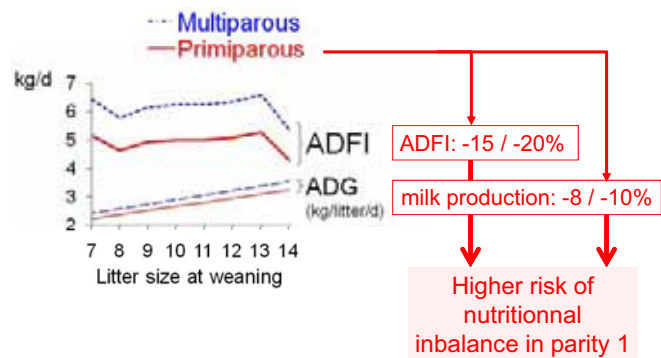 Multiparous
Primiparous
kg/d
7
6
5
4
3
2
ADFI
ADG
(kg/litter/d)
7 8 9 10 11 12 13 14
Litter size at weaning
ADFI: -15 / -20%
milk production: -8 / -10%
Higher risk of
nutritionnal
inbalance in parity 1